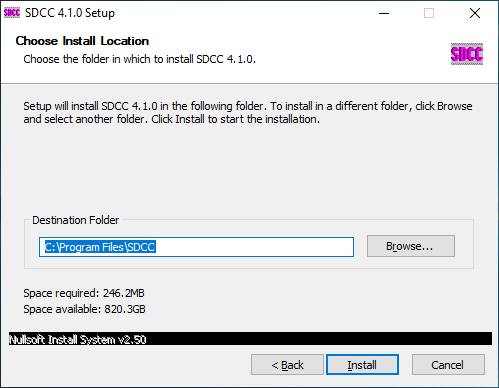 SDCC SDCC 4.1.0 Setup
Choose Install Location
Choose the folder in which to install SDCC 4.1.0.
SDCC
Setup will install SDCC 4.1.0 in the following folder. To install in a different folder, click Browse
and select another folder. Click Install to start the installation.
Destination Folder
C:\Program Files\SDCC
Browse...
Space required: 246.2MB
Space available: 820.3GB
Nullsoft Install System v2.50
< Back
Install
Cancel